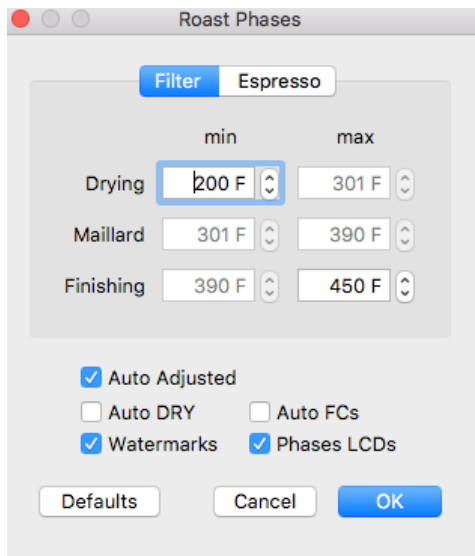 Roast Phases
Filter Espresso
min max
Drying 200 F 301 F
Maillard 301 F 390 F
Finishing 390 F 450 F
Auto Adjusted
Auto DRY Auto FCs
Watermarks Phases LCDs
Defaults Cancel OK